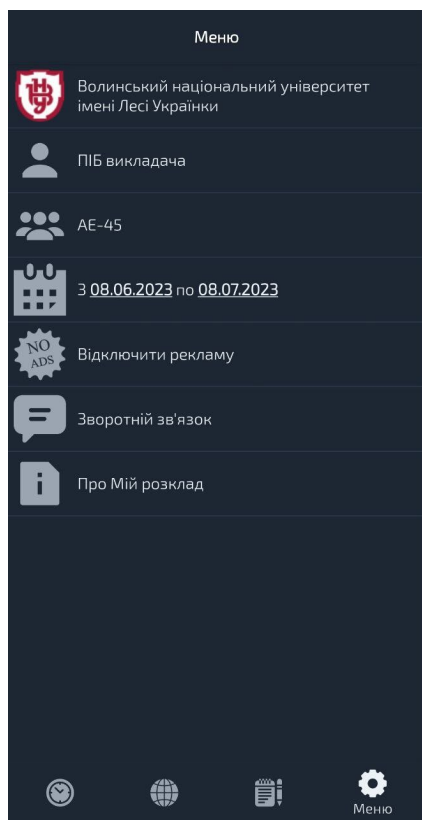 Меню
Волинський національний університет
імені Лесі Українки
ПІБ викладача
АЕ-45
З 08.06.2023 по 08.07.2023
NO
ADS
Відключити рекламу
Зворотній зв'язок
Про Мій розклад
Меню